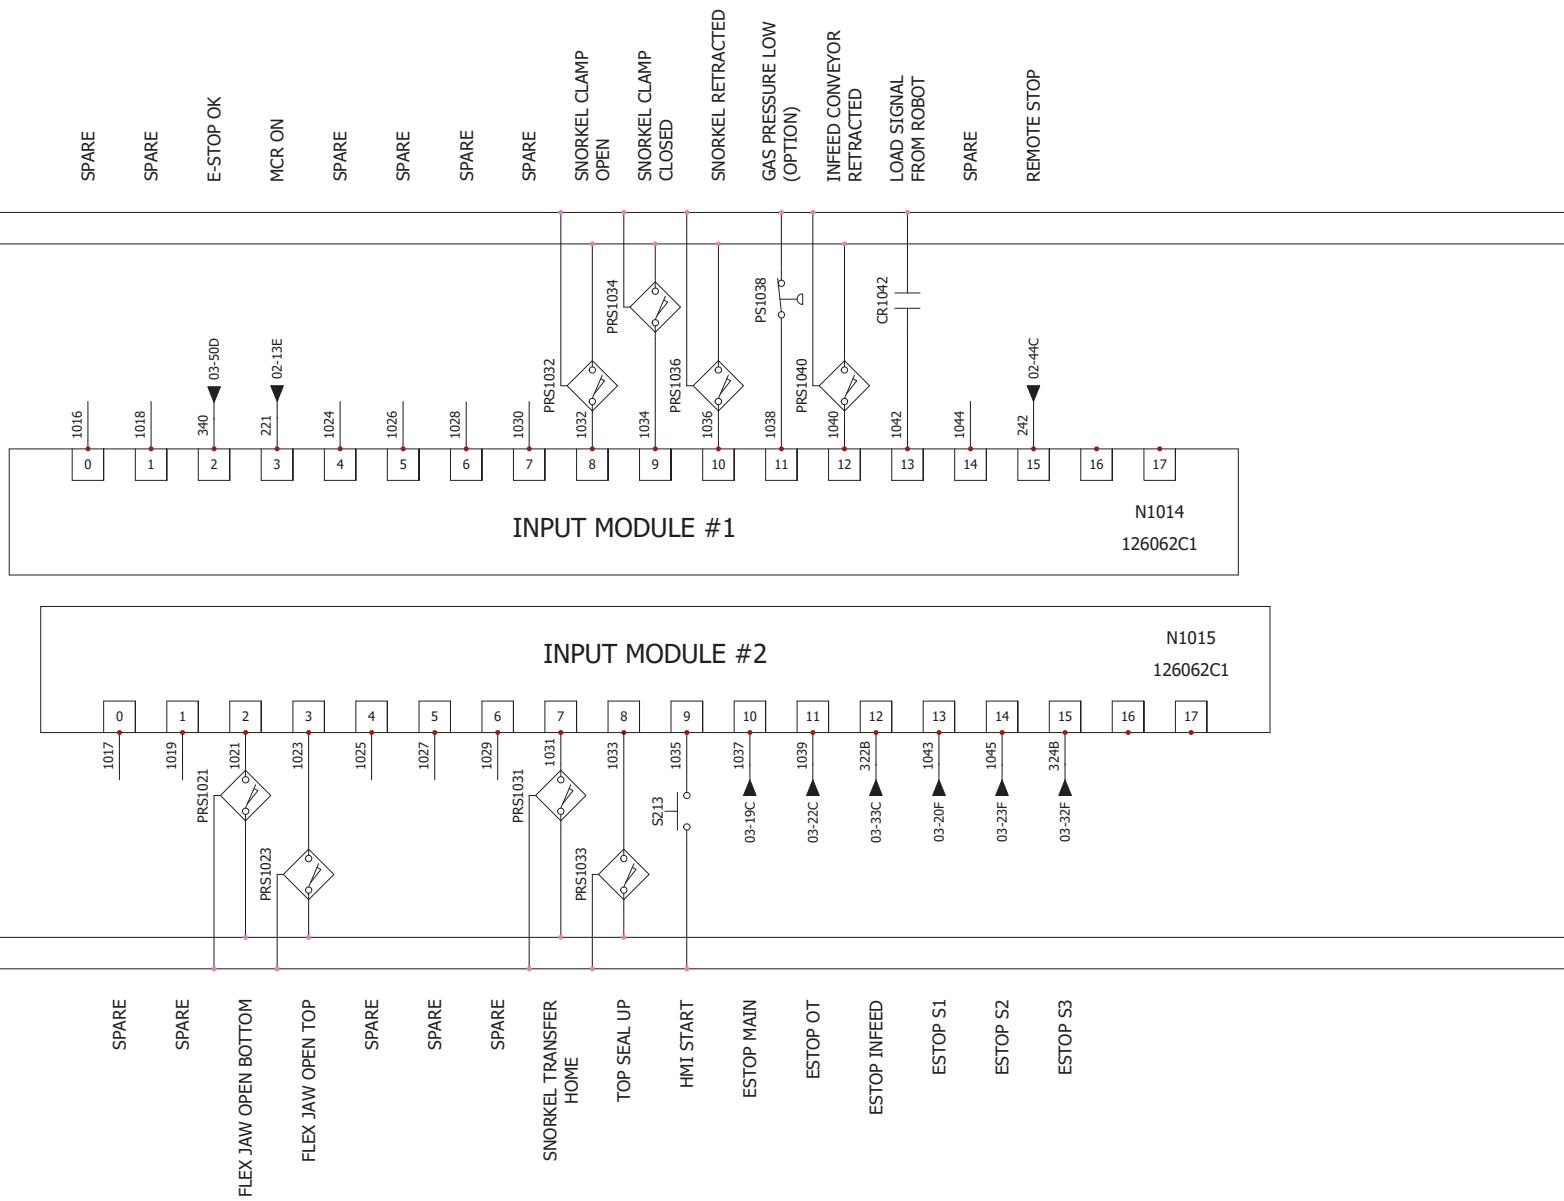 SPARE
SPARE
E-STOP OK
MCR ON
SPARE
SPARE
SPARE
SPARE
SNORKEL CLAMP
OPEN
SNORKEL CLAMP
CLOSED
SNORKEL RETRACTED
GAS PRESSURE LOW
(OPTION)
INFEED CONVEYOR
RETRACTED
LOAD SIGNAL
FROM ROBOT
SPARE
REMOTE STOP
PRS1032
PRS1034
PRS1036
PS1038
PRS1040
CR1042
03-50D
02-13E
02-44C
1016
1018
340
221
1024
1026
1028
1030
1032
1034
1036
1038
1040
1042
1044
242
0
1
2
3
4
5
6
7
8
9
10
11
12
13
14
15
16
17
INPUT MODULE #1
N1014
126062C1
INPUT MODULE #2
N1015
126062C1
0
1
2
3
4
5
6
7
8
9
10
11
12
13
14
15
16
17
1017
1019
1021
1023
1025
1027
1029
1031
1033
1035
1037
1039
322B
1043
1045
324B
PRS1021
PRS1023
PRS1031
PRS1033
S213
03-19C
03-22C
03-33C
03-20F
03-23F
03-32F
SPARE
SPARE
FLEX JAW OPEN BOTTOM
FLEX JAW OPEN TOP
SPARE
SPARE
SPARE
SNORKEL TRANSFER
HOME
TOP SEAL UP
HMI START
ESTOP MAIN
ESTOP OT
ESTOP INFEED
ESTOP S1
ESTOP S2
ESTOP S3